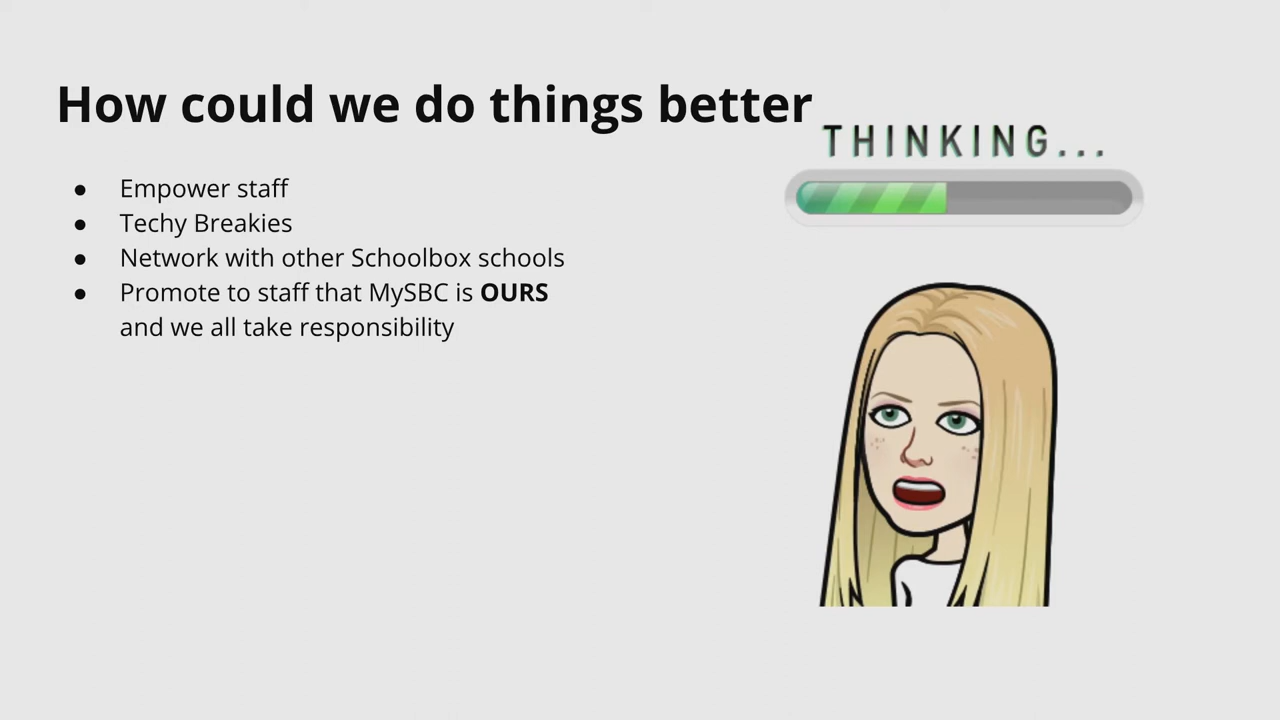 How could we do things better
THINKING...
● Empower staff
● Techy Breakies
● Network with other Schoolbox schools
● Promote to staff that MySBC is OURS
and we all take responsibility